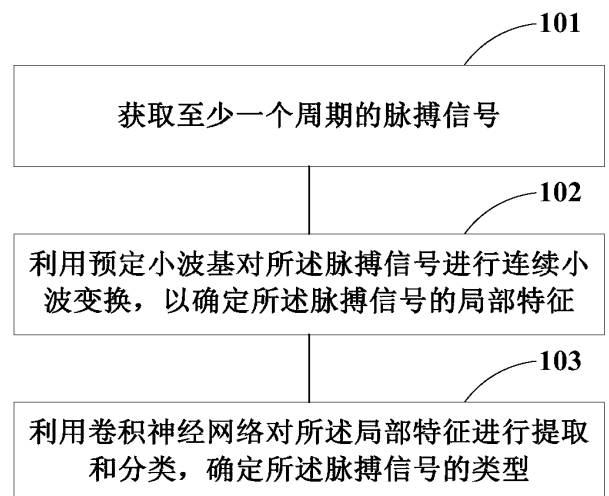 101
获取至少一个周期的脉搏信号
102
利用预定小波基对所述脉搏信号进行连续小
波变换，以确定所述脉搏信号的局部特征
103
利用卷积神经网络对所述局部特征进行提取
和分类，确定所述脉搏信号的类型